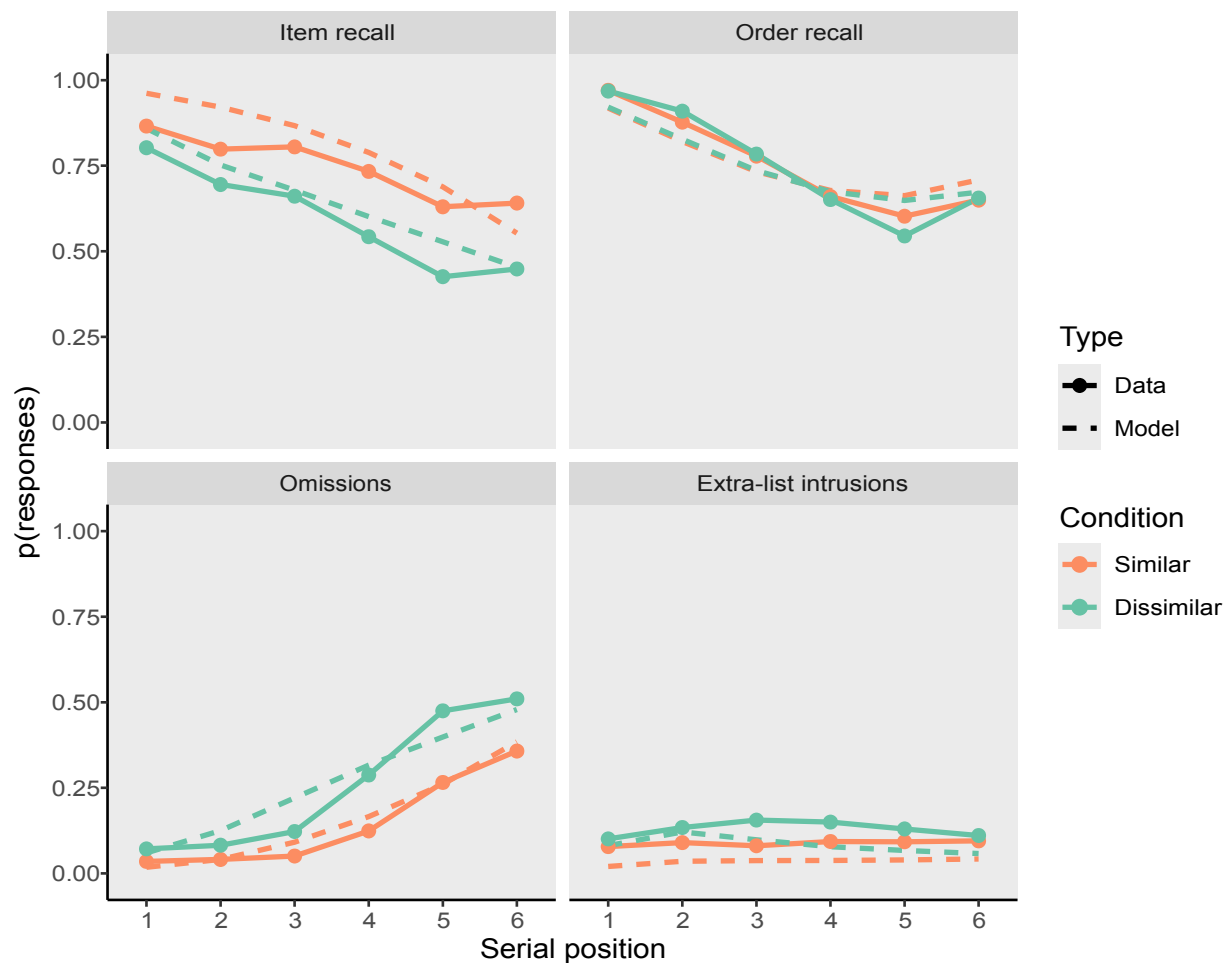 Item recall
Order recall
1.00
0.75
0.50
0.25
0.00
Omissions
Extra-list intrusions
1.00
0.75
0.50
0.25
0.00
p(responses)
1 2 3 4 5 6
1 2 3 4 5 6
Serial position
Type
Data
Model
Condition
Similar
Dissimilar